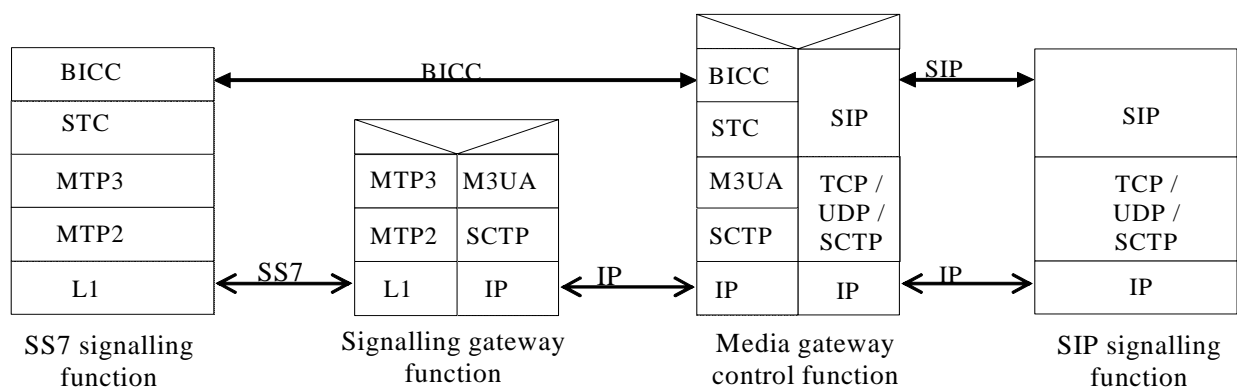 BICC
STC
MTP3
MTP2
L1
SS7 signalling
function
BICC
SS7
MTP3 M3UA
MTP2 SCTP
L1 IP
Signalling gateway
function
IP
BICC
STC
M3UA
SCTP
IP
SIP
TCP /
UDP /
SCTP
IP
Media gateway
control function
SIP
IP
SIP
TCP /
UDP /
SCTP
IP
SIP signalling
function